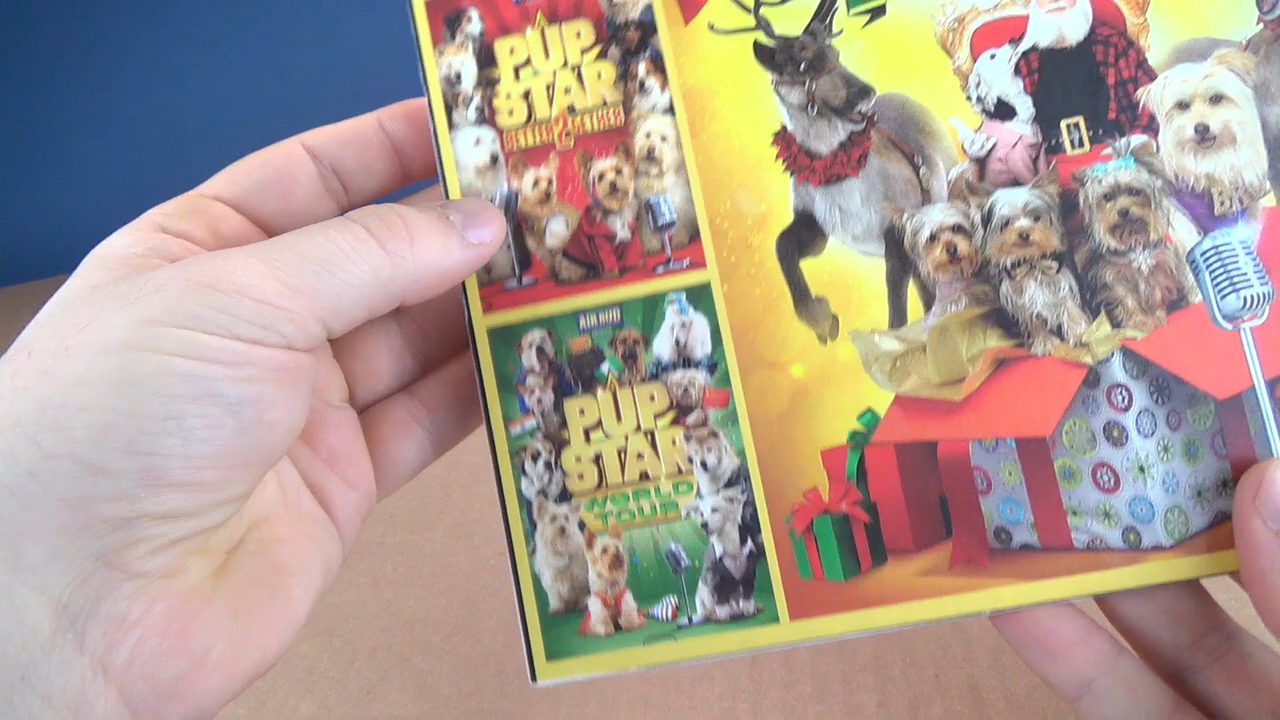 PUP
STAR
BETTER 2GETHER
AIR BUD
PUP
STAR
WORLD
TOUR